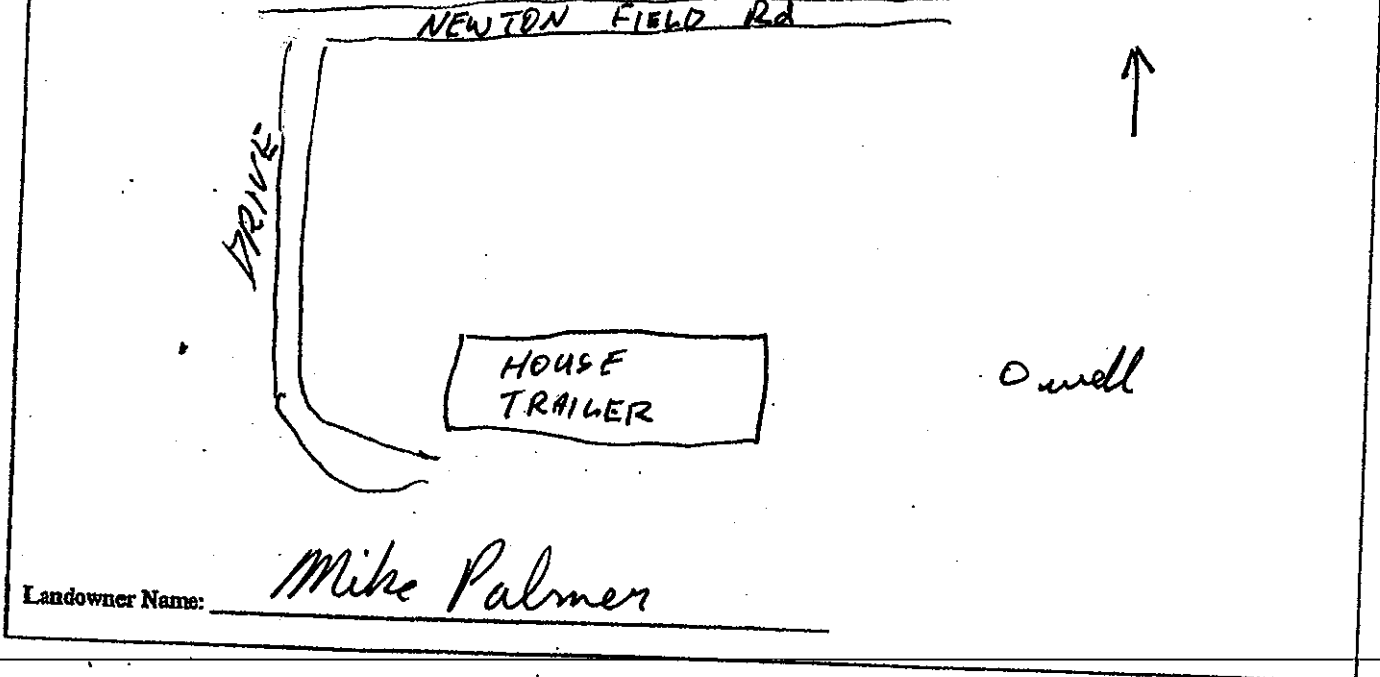 NEWTON FIELD Rd
DRIVE
HOUSE
TRAILER
well
Landowner Name: Mike Palmer